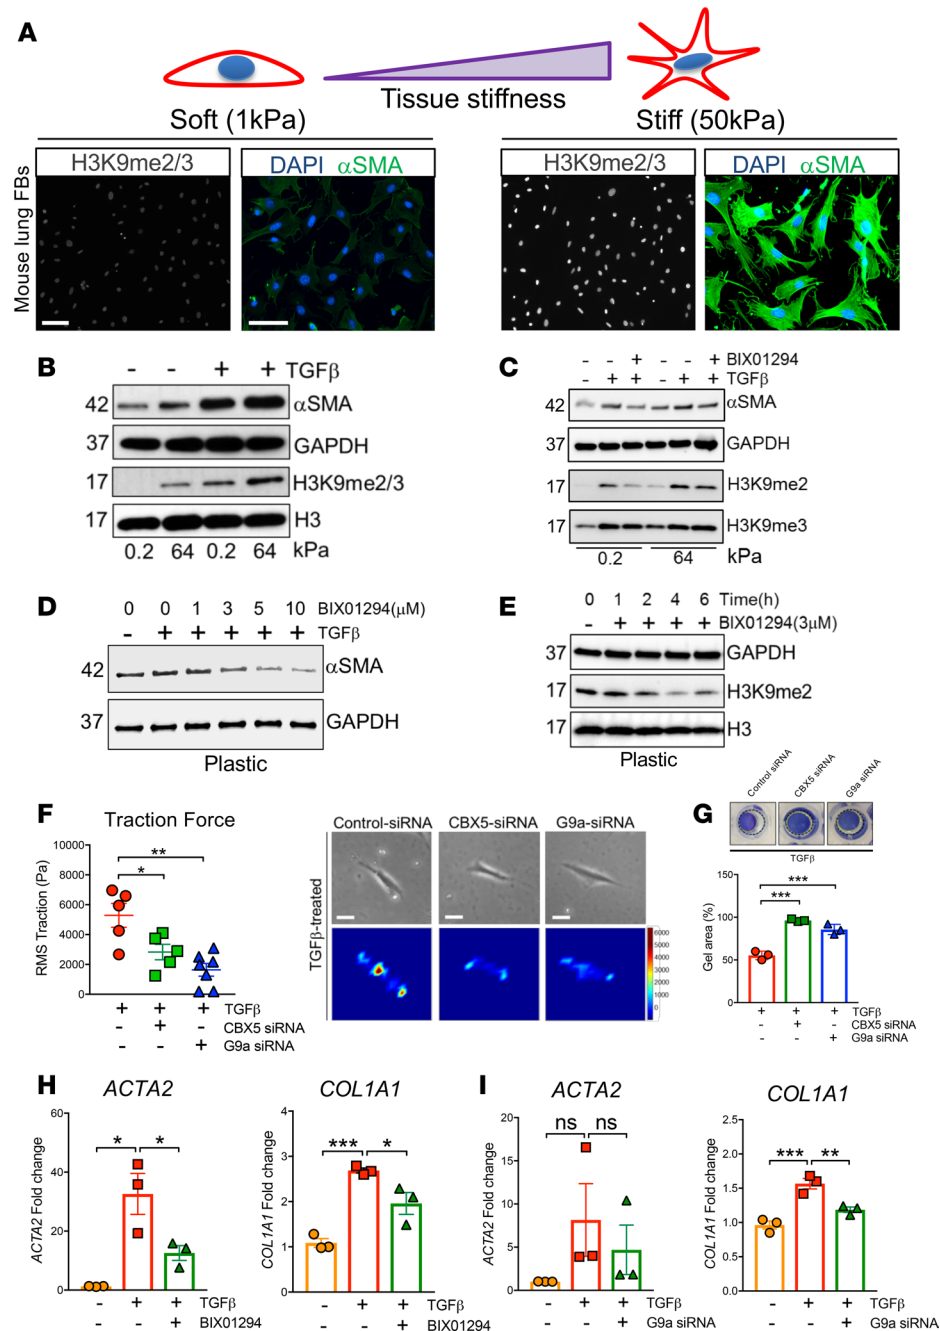 A
Tissue stiffness
Soft (1kPa)
Stiff (50kPa)
H3K9me2/3
DAPI αSMA
H3K9me2/3
DAPI αSMA
Mouse lung FBs
B
- - + + TGFβ
42 αSMA
37 GAPDH
17 H3K9me2/3
17 H3
0.2 64 0.2 64 kPa
C
- - + - - + BIX01294
- + + - + + TGFβ
42 αSMA
37 GAPDH
17 H3K9me2
17 H3K9me3
0.2 64 kPa
D
0 0 1 3 5 10 BIX01294(μM)
- + + + + + TGFβ
42 αSMA
37 GAPDH
Plastic
E
0 1 2 4 6 Time(h)
- + + + + BIX01294(3μM)
37 GAPDH
17 H3K9me2
17 H3
Plastic
F
Traction Force
RMS Traction (Pa)
10000
8000
6000
4000
2000
0
**
*
+ + + TGFβ
- + - CBX5 siRNA
- - + G9a siRNA
Control-siRNA CBX5-siRNA G9a-siRNA
TGFβ-treated
6000
5000
4000
3000
2000
1000
0
G
Control siRNA
CBX5 siRNA
G9a siRNA
TGFβ
Gel area (%)
150
100
50
0
***
***
+ + + TGFβ
- + - CBX5 siRNA
- - + G9a siRNA
H
ACTA2
ACTA2 Fold change
60
40
20
0
* *
- + + TGFβ
- - + BIX01294
COL1A1
COL1A1 Fold change
4
3
2
1
0
*** *
- + + TGFβ
- - + BIX01294
I
ACTA2
ACTA2 Fold change
20
15
10
5
0
ns ns
- + + TGFβ
- - + G9a siRNA
COL1A1
COL1A1 Fold change
2.5
2.0
1.5
1.0
0.5
0.0
*** **
- + + TGFβ
- - + G9a siRNA